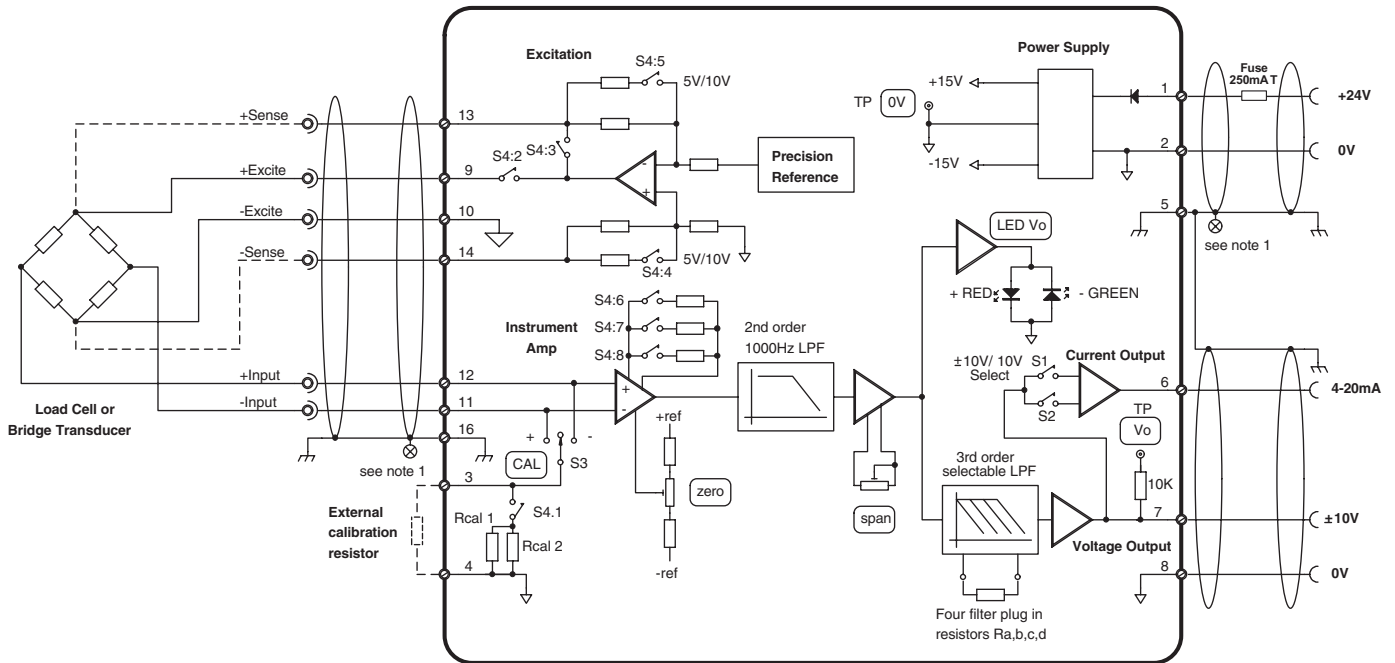 Excitation
S4:5
5V/10V
+Sense
13
S4:3
S4:2
+Excite
9
-
+
Precision
Reference
-Excite
10
-Sense
14
S4:4
5V/10V
Power Supply
+15V
TP
0V
-15V
1
Fuse
250mA T
+24V
2
0V
5
see note 1
LED Vo
+ RED
- GREEN
S4:6
S4:7
S4:8
Instrument
Amp
2nd order
1000Hz LPF
+Input
12
+
-Input
11
-
Load Cell or
Bridge Transducer
16
see note 1
+
-
CAL
S3
+ref
zero
-ref
span
±10V/ 10V
Select
S1
S2
Current Output
6
4-20mA
TP
Vo
10K
3rd order
selectable LPF
7
±10V
Voltage Output
8
0V
Four filter plug in
resistors Ra,b,c,d
3
External
calibration
resistor
Rcal 1
S4.1
Rcal 2
4